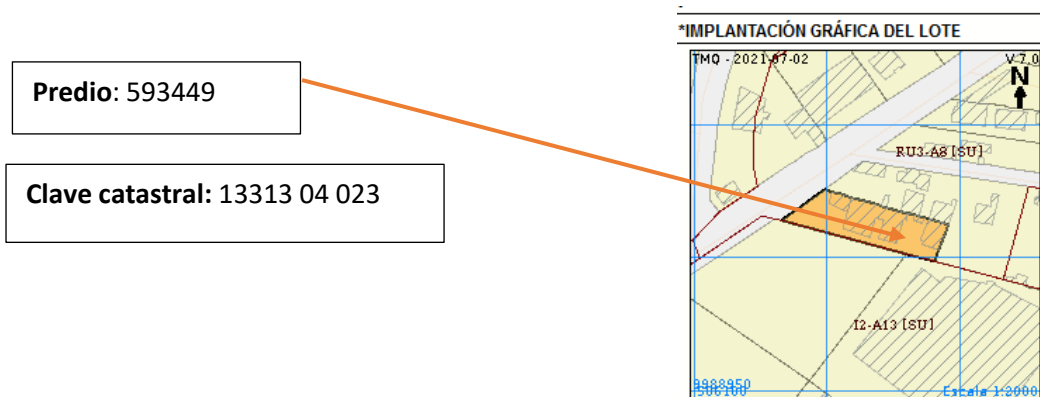 *IMPLANTACIÓN GRÁFICA DEL LOTE
Predio: 593449
Clave catastral: 13313 04 023
TMQ - 2021-07-02
V 7.0
N
RU3-A8 [SU]
I2-A13 [SU]
9988950
506100
Escala 1:2000